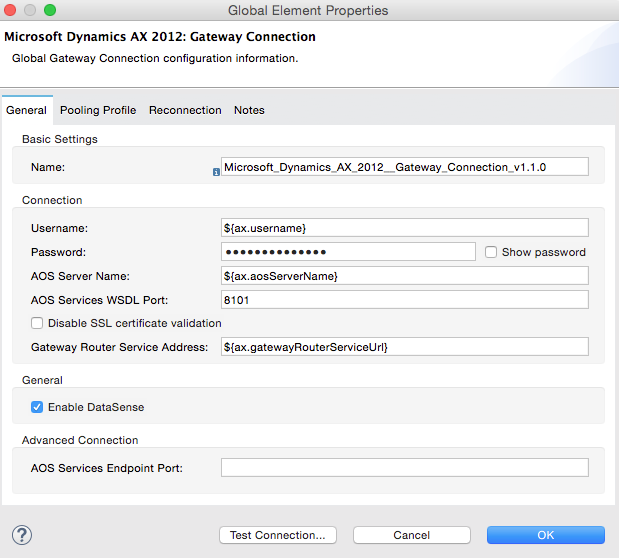 Global Element Properties
Microsoft Dynamics AX 2012: Gateway Connection
Global Gateway Connection configuration information.
General Pooling Profile Reconnection Notes
Basic Settings
Name: Microsoft_Dynamics_AX_2012__Gateway_Connection_v1.1.0
Connection
Username: ${ax.username}
Password: •••••••••••••• Show password
AOS Server Name: ${ax.aosServerName}
AOS Services WSDL Port: 8101
Disable SSL certificate validation
Gateway Router Service Address: ${ax.gatewayRouterServiceUrl}
General
Enable DataSense
Advanced Connection
AOS Services Endpoint Port:
? Test Connection... Cancel OK